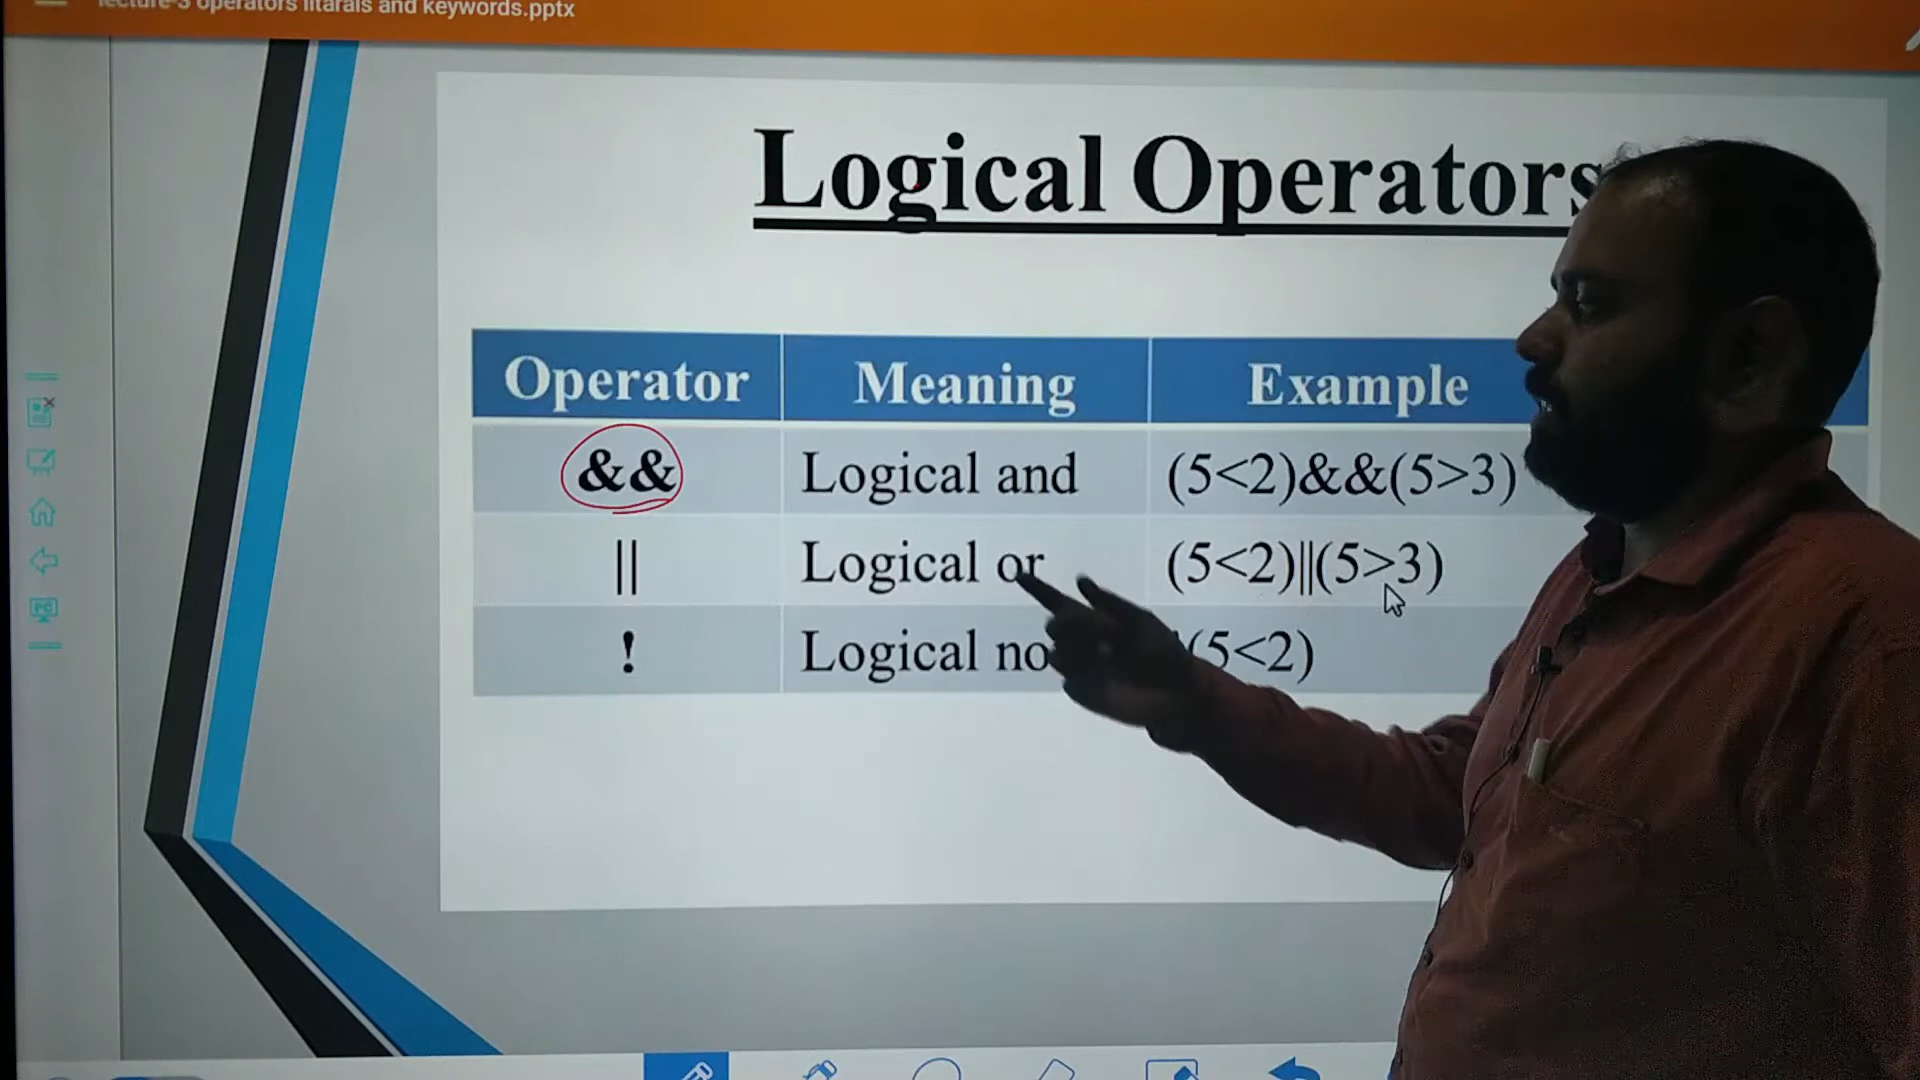 lecture-3 operators litarals and keywords.pptx
Logical Operators
Operator Meaning Example
&& Logical and (5<2)&&(5>3)
|| Logical or (5<2)||(5>3)
! Logical no (5<2)
PC